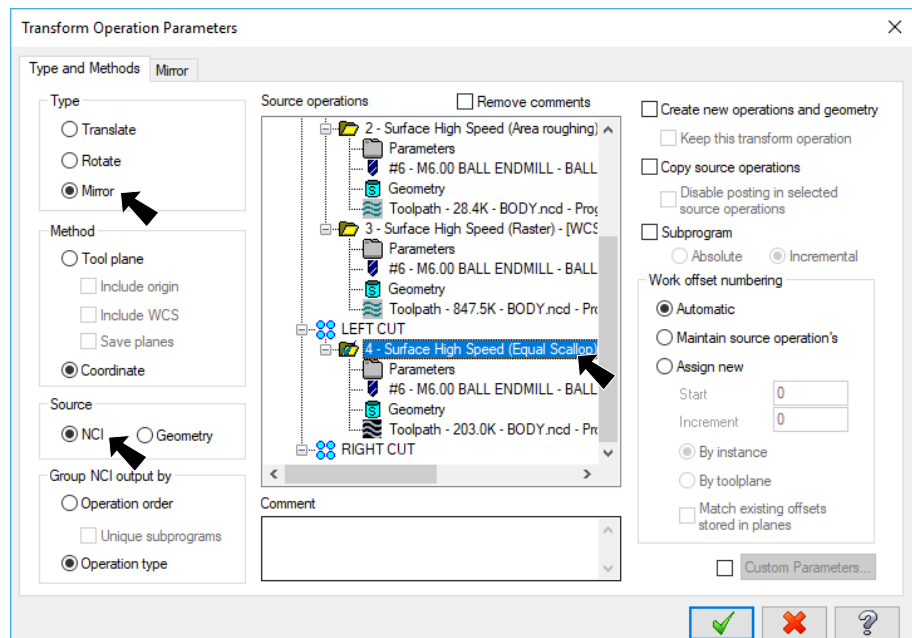 Transform Operation Parameters
Type and Methods
Mirror
Type
Translate
Rotate
Mirror
Method
Tool plane
Include origin
Include WCS
Save planes
Coordinate
Source
NCI
Geometry
Group NCI output by
Operation order
Unique subprograms
Operation type
Source operations
Remove comments
2 - Surface High Speed (Area roughing)
Parameters
#6 - M6.00 BALL ENDMILL - BALL
Geometry
Toolpath - 28.4K - BODY.ncd - Prog
3 - Surface High Speed (Raster) - [WCS
Parameters
#6 - M6.00 BALL ENDMILL - BALL
Geometry
Toolpath - 847.5K - BODY.ncd - Pro
LEFT CUT
4 - Surface High Speed (Equal Scallop)
Parameters
#6 - M6.00 BALL ENDMILL - BALL
Geometry
Toolpath - 203.0K - BODY.ncd - Pro
RIGHT CUT
Comment
Create new operations and geometry
Keep this transform operation
Copy source operations
Disable posting in selected
source operations
Subprogram
Absolute
Incremental
Work offset numbering
Automatic
Maintain source operation's
Assign new
Start
0
Increment
0
By instance
By toolplane
Match existing offsets
stored in planes
Custom Parameters...